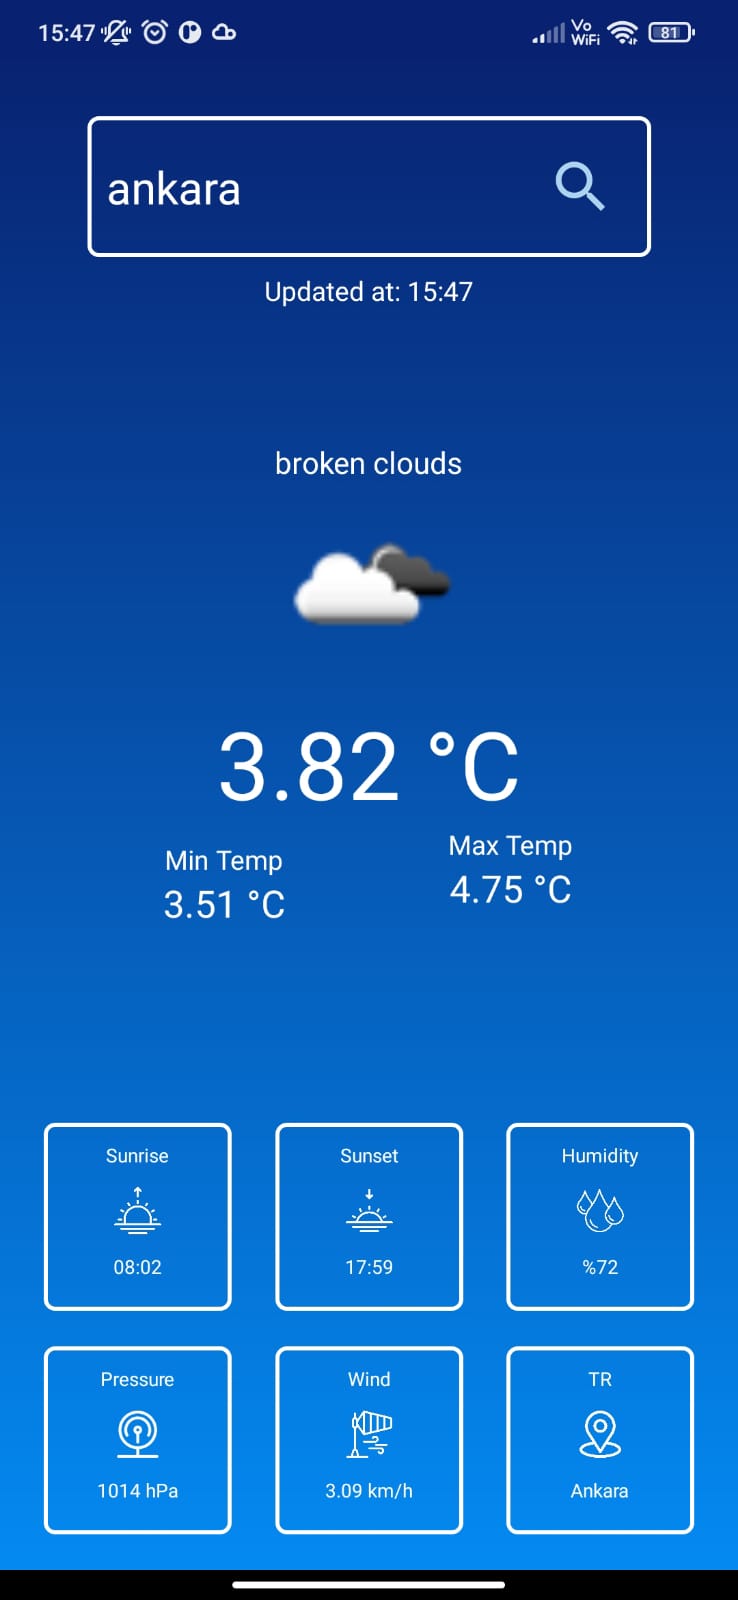 15:47
Vo
WiFi
81
ankara
Updated at: 15:47
broken clouds
3.82 °C
Min Temp
3.51 °C
Max Temp
4.75 °C
Sunrise
08:02
Sunset
17:59
Humidity
%72
Pressure
1014 hPa
Wind
3.09 km/h
TR
Ankara